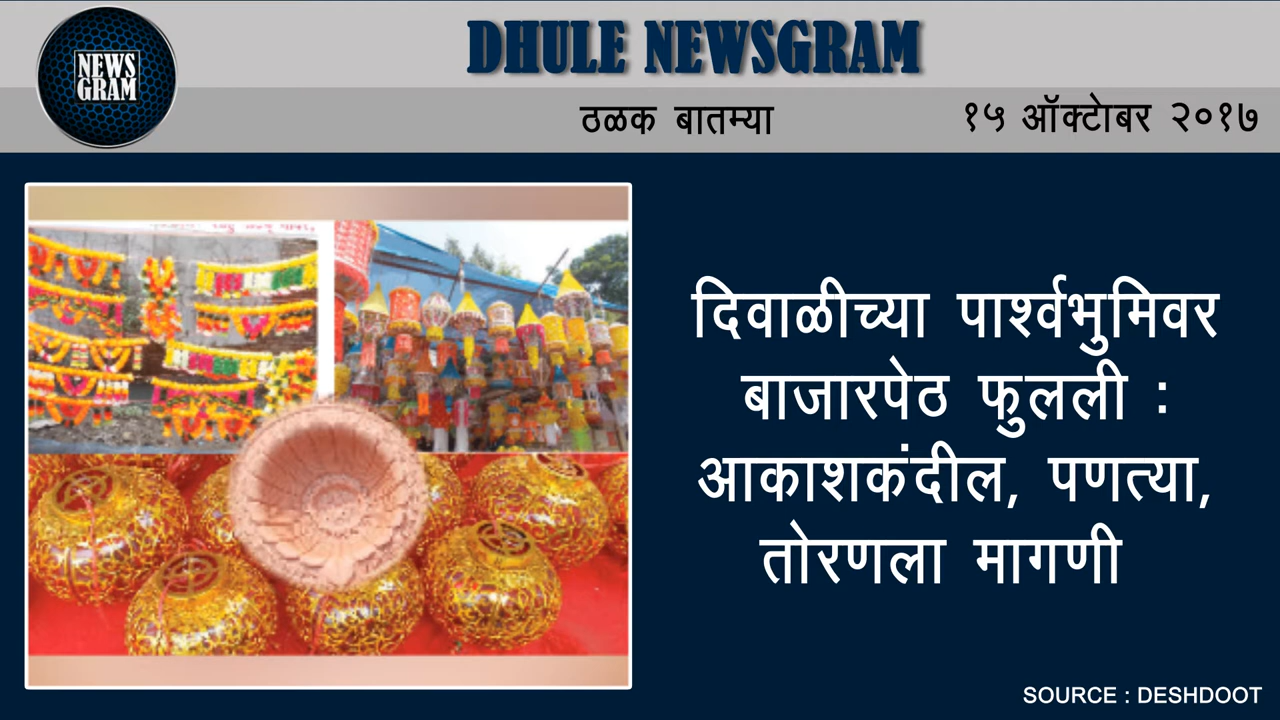 NEWS
GRAM
DHULE NEWSGRAM
ठळक बातम्या
१५ ऑक्टोबर २०१७
दिवाळीच्या पार्श्वभुमिवर
बाजारपेठ फुलली :
आकाशकंदील, पणत्या,
तोरणला मागणी
SOURCE : DESHDOOT